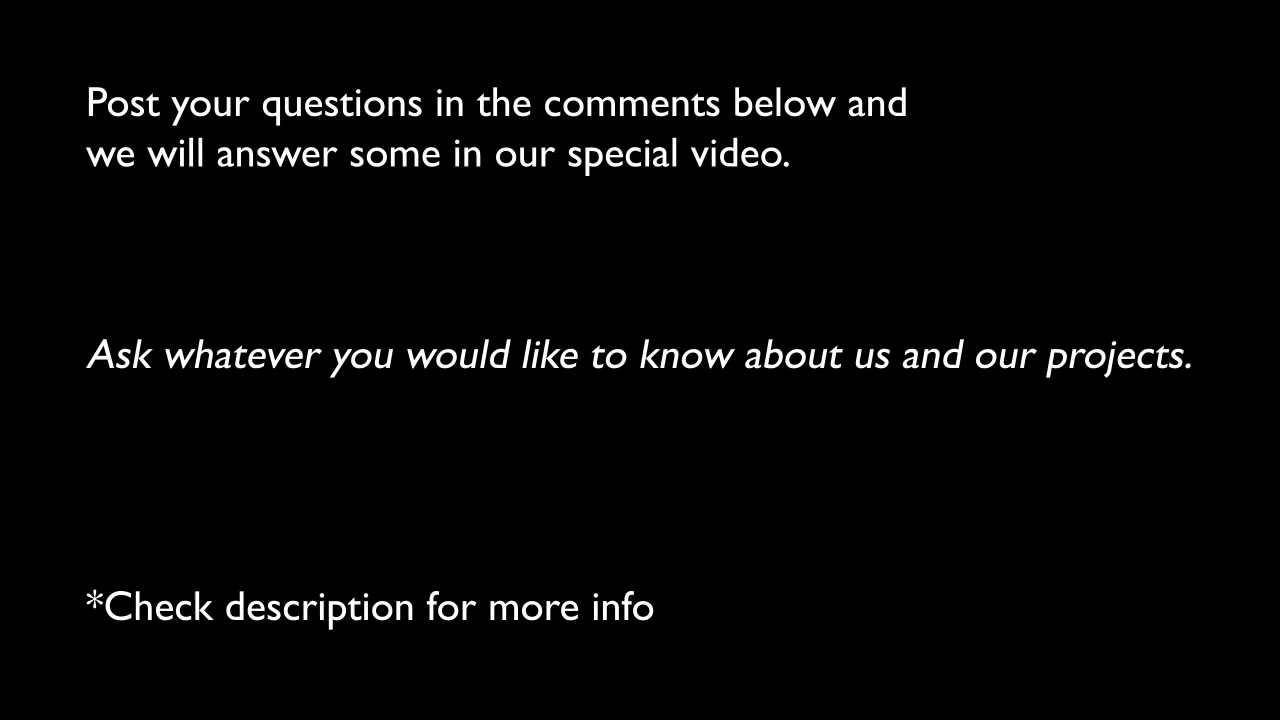 Post your questions in the comments below and
we will answer some in our special video.
Ask whatever you would like to know about us and our projects.
*Check description for more info